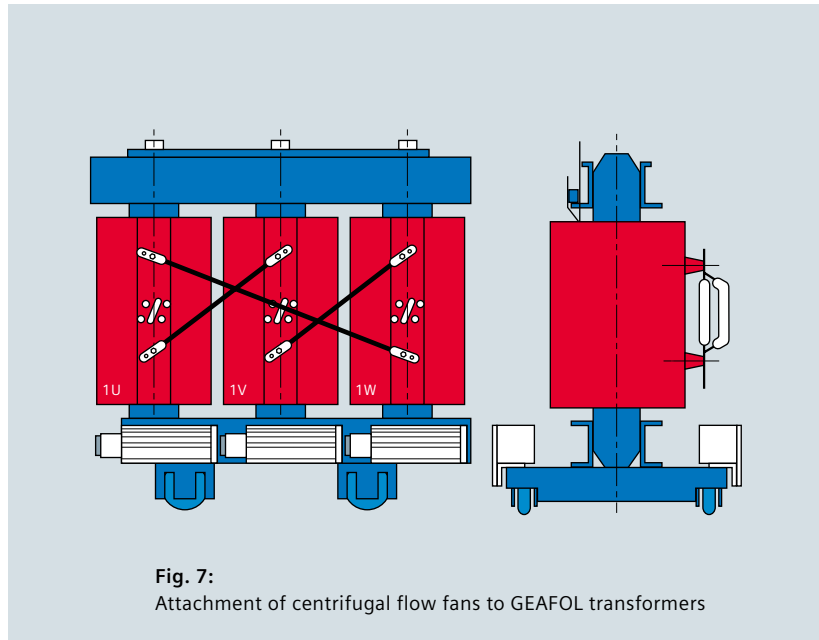 1U
1V
1W
Fig. 7:
Attachment of centrifugal flow fans to GEAFOL transformers